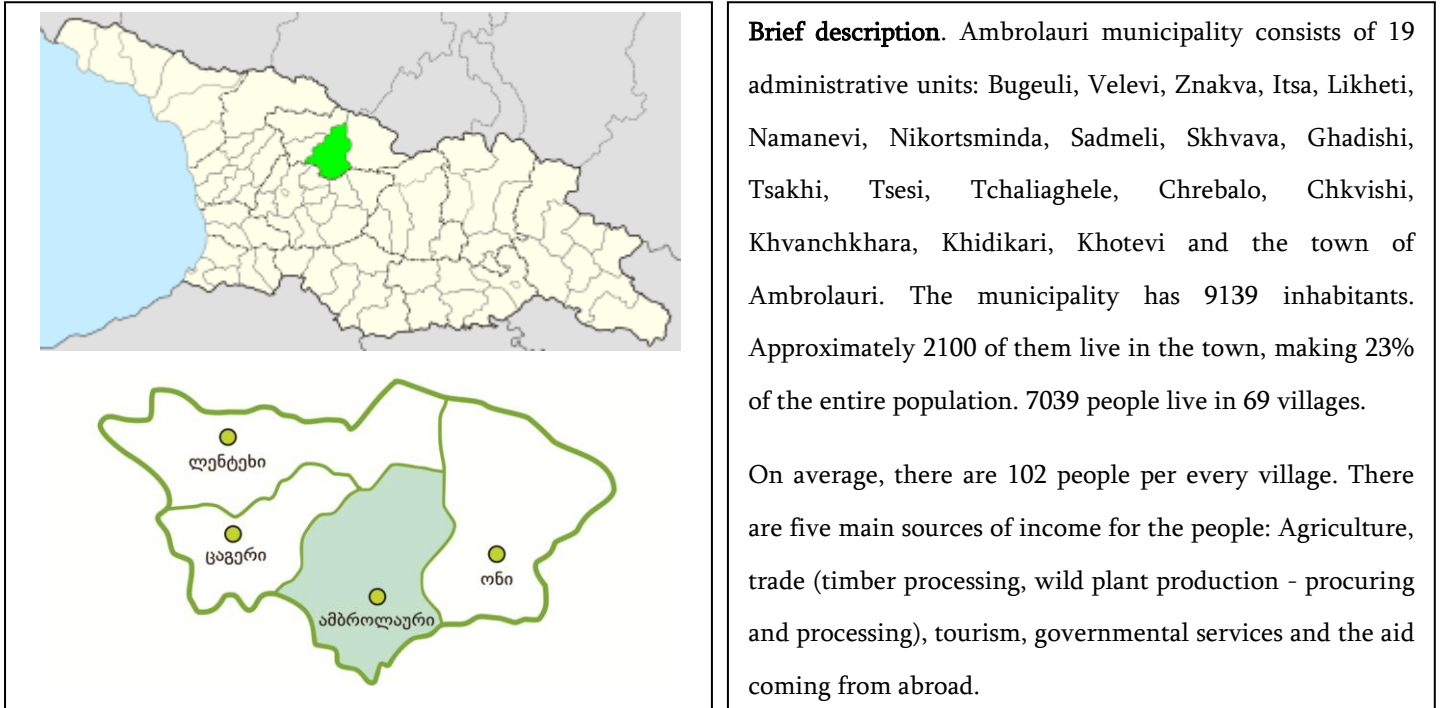 ლენტეხი
ცაგერი
ონი
ამბროლაური
Brief description. Ambrolauri municipality consists of 19
administrative units: Bugeuli, Velevi, Znakva, Itsa, Likheti,
Namanevi, Nikortsminda, Sadmeli, Skhvava, Ghadishi,
Tsakhi, Tsesi, Tchaliaghele, Chrebalo, Chkvishi,
Khvanchkhara, Khidikari, Khotevi and the town of
Ambrolauri. The municipality has 9139 inhabitants.
Approximately 2100 of them live in the town, making 23%
of the entire population. 7039 people live in 69 villages.
On average, there are 102 people per every village. There
are five main sources of income for the people: Agriculture,
trade (timber processing, wild plant production - procuring
and processing), tourism, governmental services and the aid
coming from abroad.